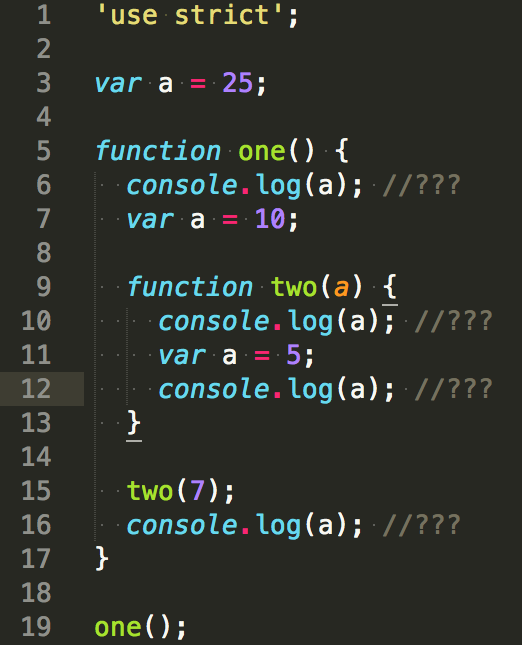 1 'use strict';
2
3 var a = 25;
4
5 function one() {
6 console.log(a); //???
7 var a = 10;
8
9 function two(a) {
10 console.log(a); //???
11 var a = 5;
12 console.log(a); //???
13 }
14
15 two(7);
16 console.log(a); //???
17 }
18
19 one();